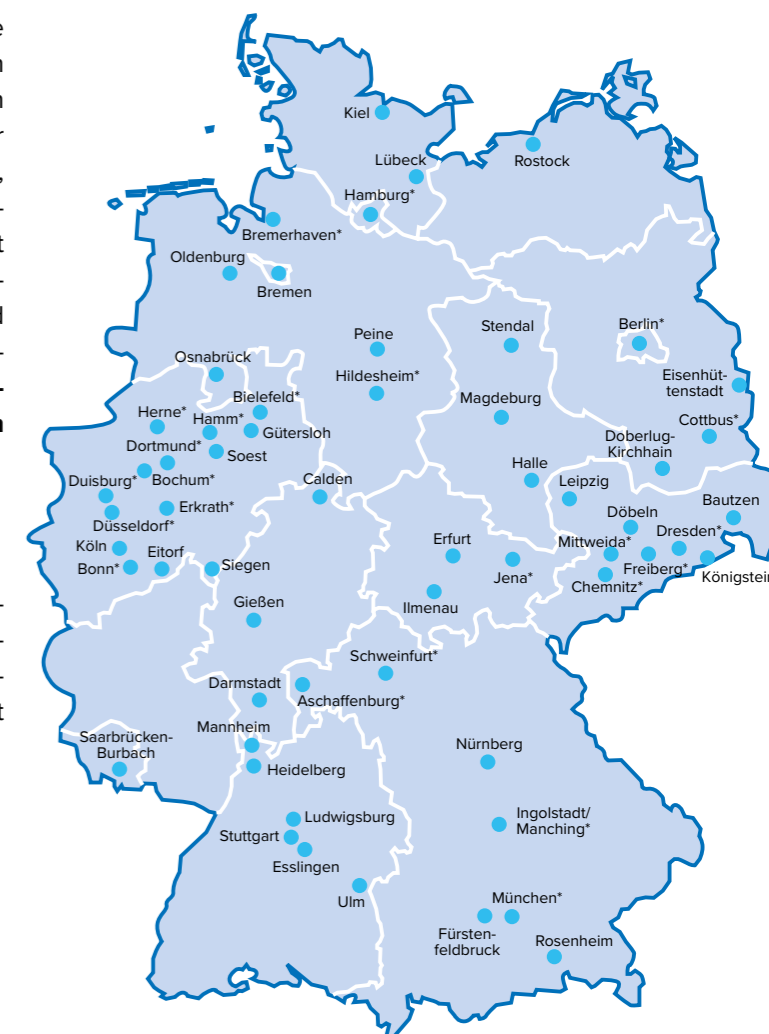 e
n
n
r
,
-
t
-
d
-
-
n
-
-
-
t
Kiel
Lübeck
Rostock
Hamburg*
Bremerhaven*
Oldenburg
Bremen
Peine
Stendal
Berlin*
Osnabrück
Hildesheim*
Eisenhüt-
tenstadt
Bielefeld*
Magdeburg
Herne*
Hamm*
Gütersloh
Cottbus*
Doberlug-
Kirchhain
Dortmund*
Soest
Bochum*
Halle
Leipzig
Duisburg*
Calden
Bautzen
Düsseldorf*
Erkrath*
Döbeln
Dresden*
Köln
Eitorf
Erfurt
Mittweida*
Bonn*
Siegen
Jena*
Freiberg*
Königstein
Chemnitz*
Gießen
Ilmenau
Schweinfurt*
Darmstadt
Aschaffenburg*
Mannheim
Saarbrücken-
Burbach
Nürnberg
Heidelberg
Ludwigsburg
Ingolstadt/
Manching*
Stuttgart
Esslingen
Ulm
München*
Fürsten-
feldbruck
Rosenheim